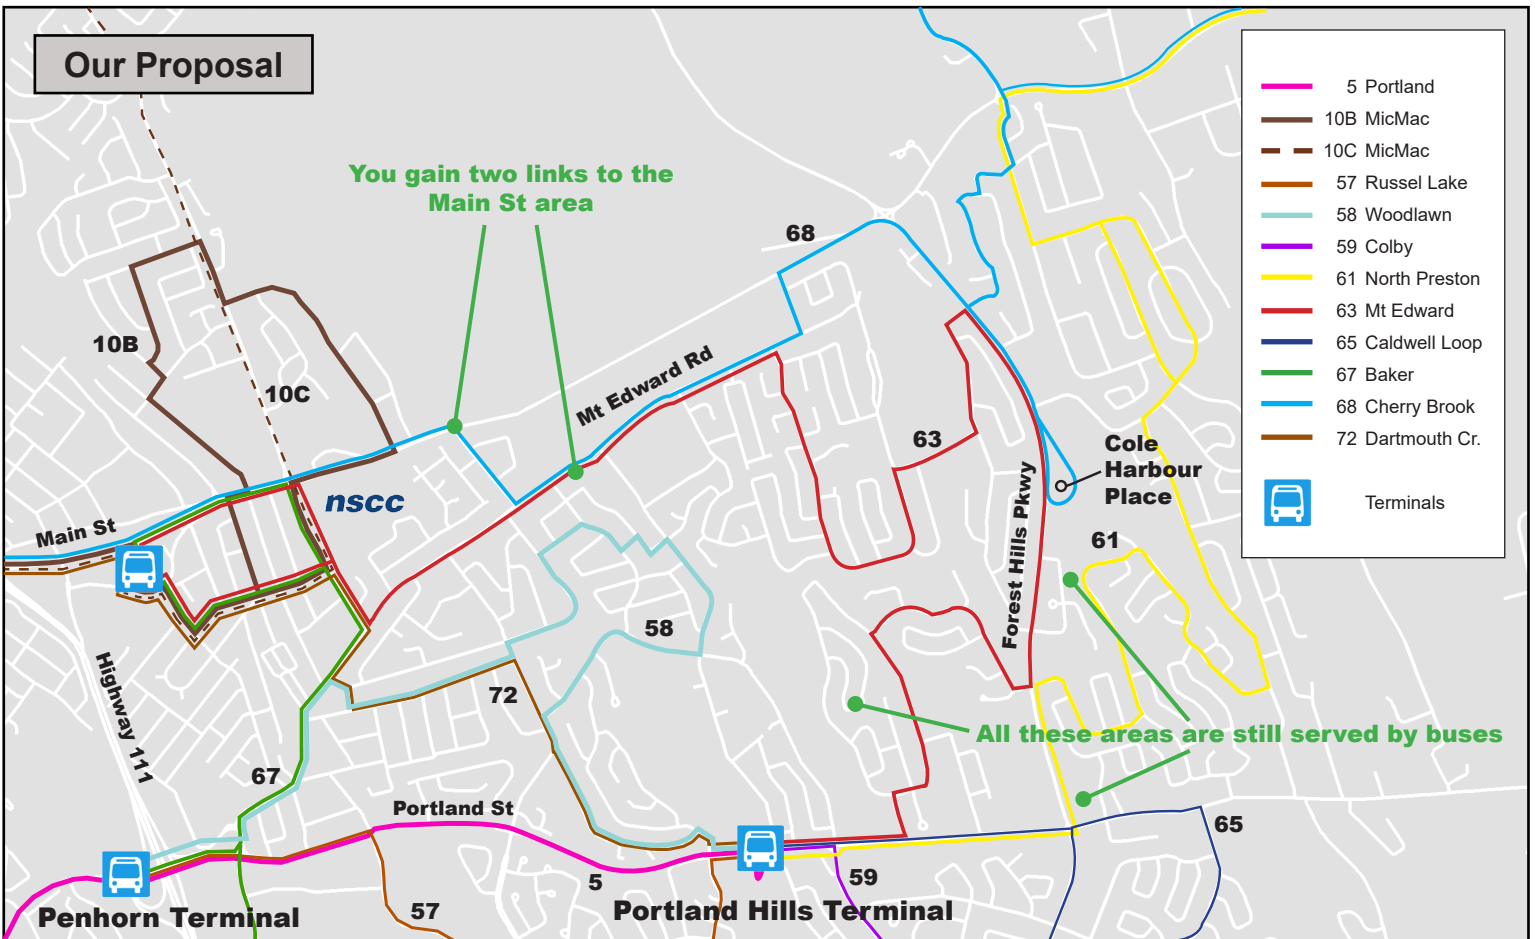 Our Proposal
You gain two links to the
Main St area
68
10B
10C
Mt Edward Rd
63
nscc
Main St
Cole
Harbour
Place
Forest Hills Pkwy
61
58
72
Highway 111
67
Portland St
All these areas are still served by buses
65
5
59
57
Penhorn Terminal
Portland Hills Terminal
5 Portland
10B MicMac
10C MicMac
57 Russel Lake
58 Woodlawn
59 Colby
61 North Preston
63 Mt Edward
65 Caldwell Loop
67 Baker
68 Cherry Brook
72 Dartmouth Cr.
Terminals